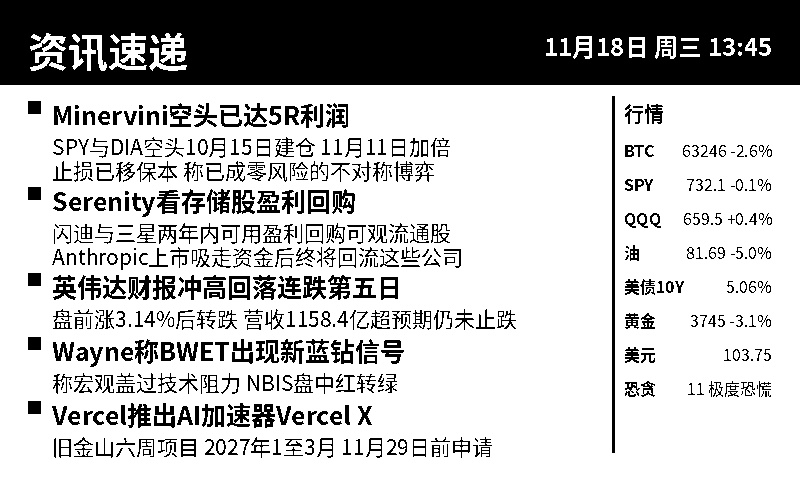 资讯速递
11月18日 周三 13:45
Minervini空头已达5R利润
SPY与DIA空头10月15日建仓 11月11日加倍
止损已移保本 称已成零风险的不对称博弈
Serenity看存储股盈利回购
闪迪与三星两年内可用盈利回购可观流通股
Anthropic上市吸走资金后终将回流这些公司
英伟达财报冲高回落连跌第五日
盘前涨3.14%后转跌 营收1158.4亿超预期仍未止跌
Wayne称BWET出现新蓝钻信号
称宏观盖过技术阻力 NBIS盘中红转绿
Vercel推出AI加速器Vercel X
旧金山六周项目 2027年1至3月 11月29日前申请
行情
BTC 63246 -2.6%
SPY 732.1 -0.1%
QQQ 659.5 +0.4%
油 81.69 -5.0%
美债10Y 5.06%
黄金 3745 -3.1%
美元 103.75
恐贪 11 极度恐慌